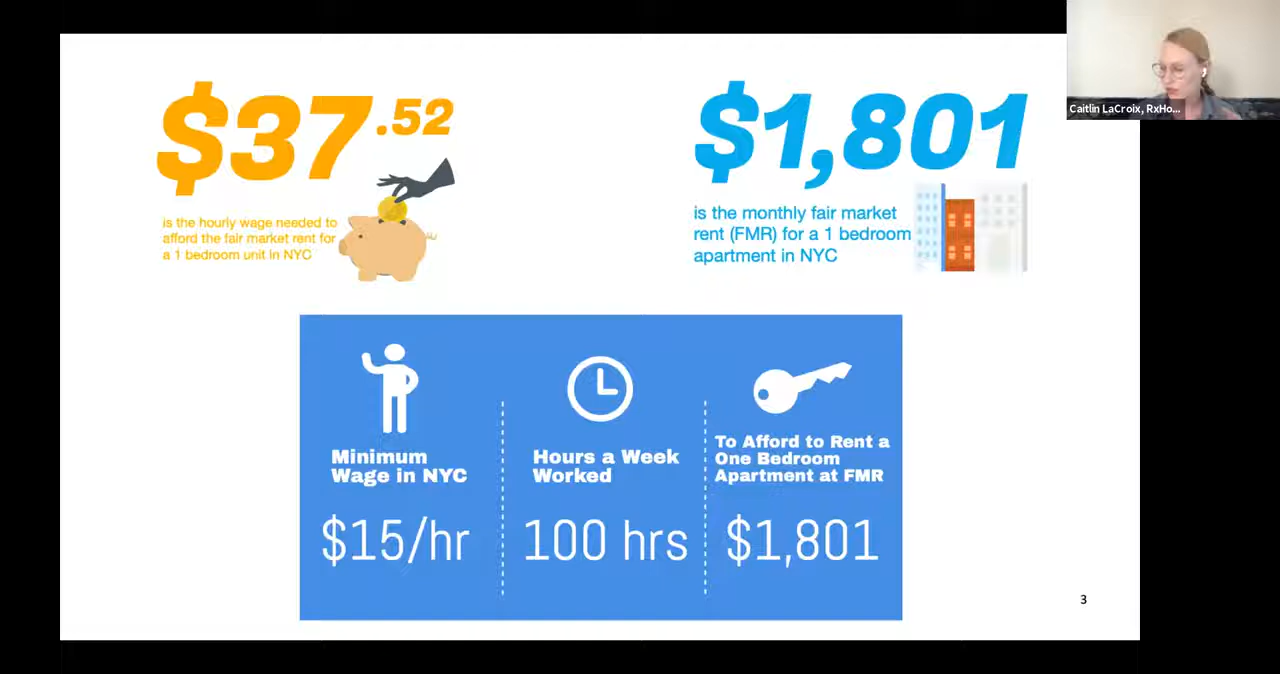 $37.52
is the hourly wage needed to
afford the fair market rent for
a 1 bedroom unit in NYC
$1,801
is the monthly fair market
rent (FMR) for a 1 bedroom
apartment in NYC
Caitlin LaCroix, RxHo...
Minimum
Wage in NYC
$15/hr
Hours a Week
Worked
100 hrs
To Afford to Rent a
One Bedroom
Apartment at FMR
$1,801
3